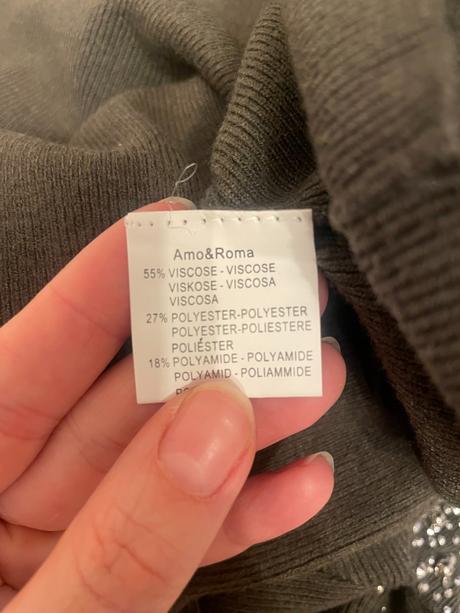 Amo&Roma
55% VISCOSE - VISCOSE
VISKOSE - VISCOSA
VISCOSA
27% POLYESTER-POLYESTER
POLYESTER-POLIESTERE
POLIÉSTER
18% POLYAMIDE - POLYAMIDE
POLYAMID - POLIAMMIDE